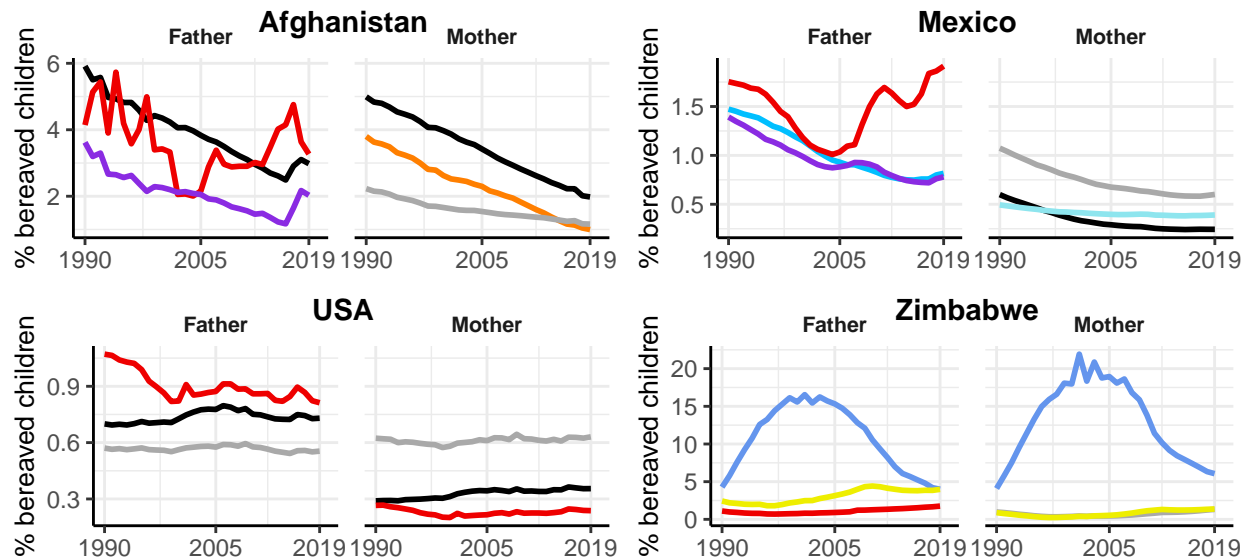 Afghanistan
Father Mother
% bereaved children
6
4
2
1990 2005 2019 1990 2005 2019
Mexico
Father Mother
% bereaved children
1.5
1.0
0.5
1990 2005 2019 1990 2005 2019
USA
Father Mother
% bereaved children
0.9
0.6
0.3
1990 2005 2019 1990 2005 2019
Zimbabwe
Father Mother
% bereaved children
20
15
10
5
0
1990 2005 2019 1990 2005 2019